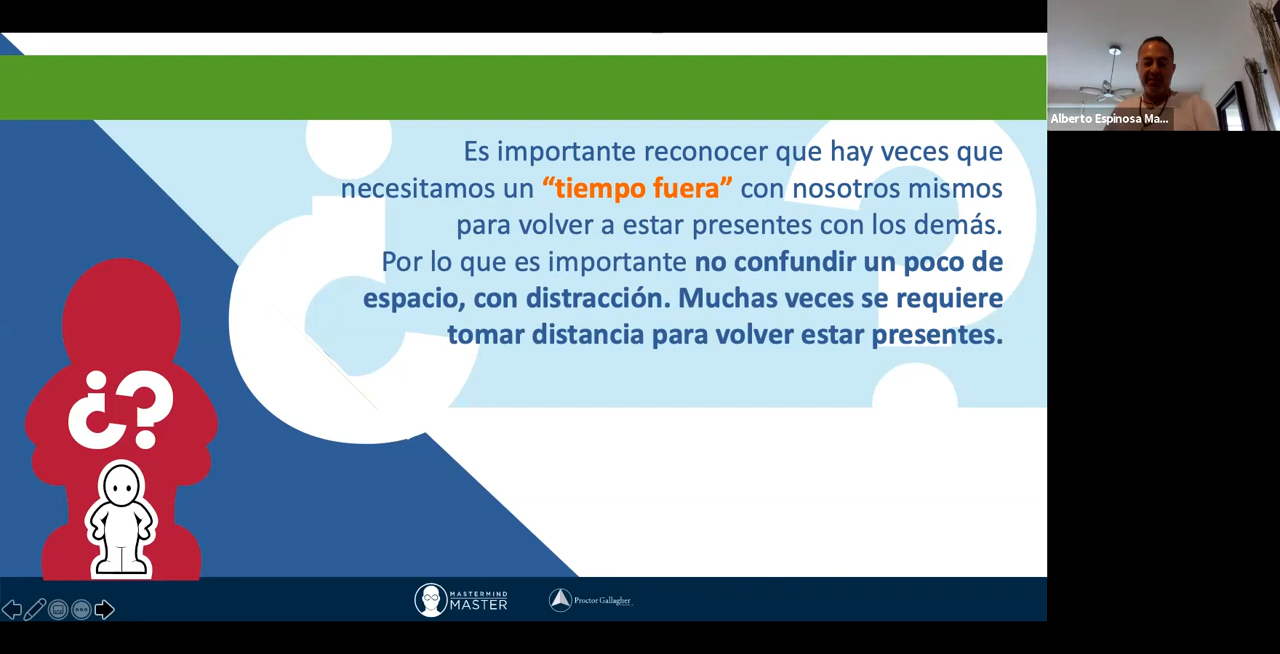 Es importante reconocer que hay veces que
necesitamos un “tiempo fuera” con nosotros mismos
para volver a estar presentes con los demás.
Por lo que es importante no confundir un poco de
espacio, con distracción. Muchas veces se requiere
tomar distancia para volver estar presentes.
¿?
MASTERMIND
MASTER
Proctor Gallagher
Alberto Espinosa Ma...